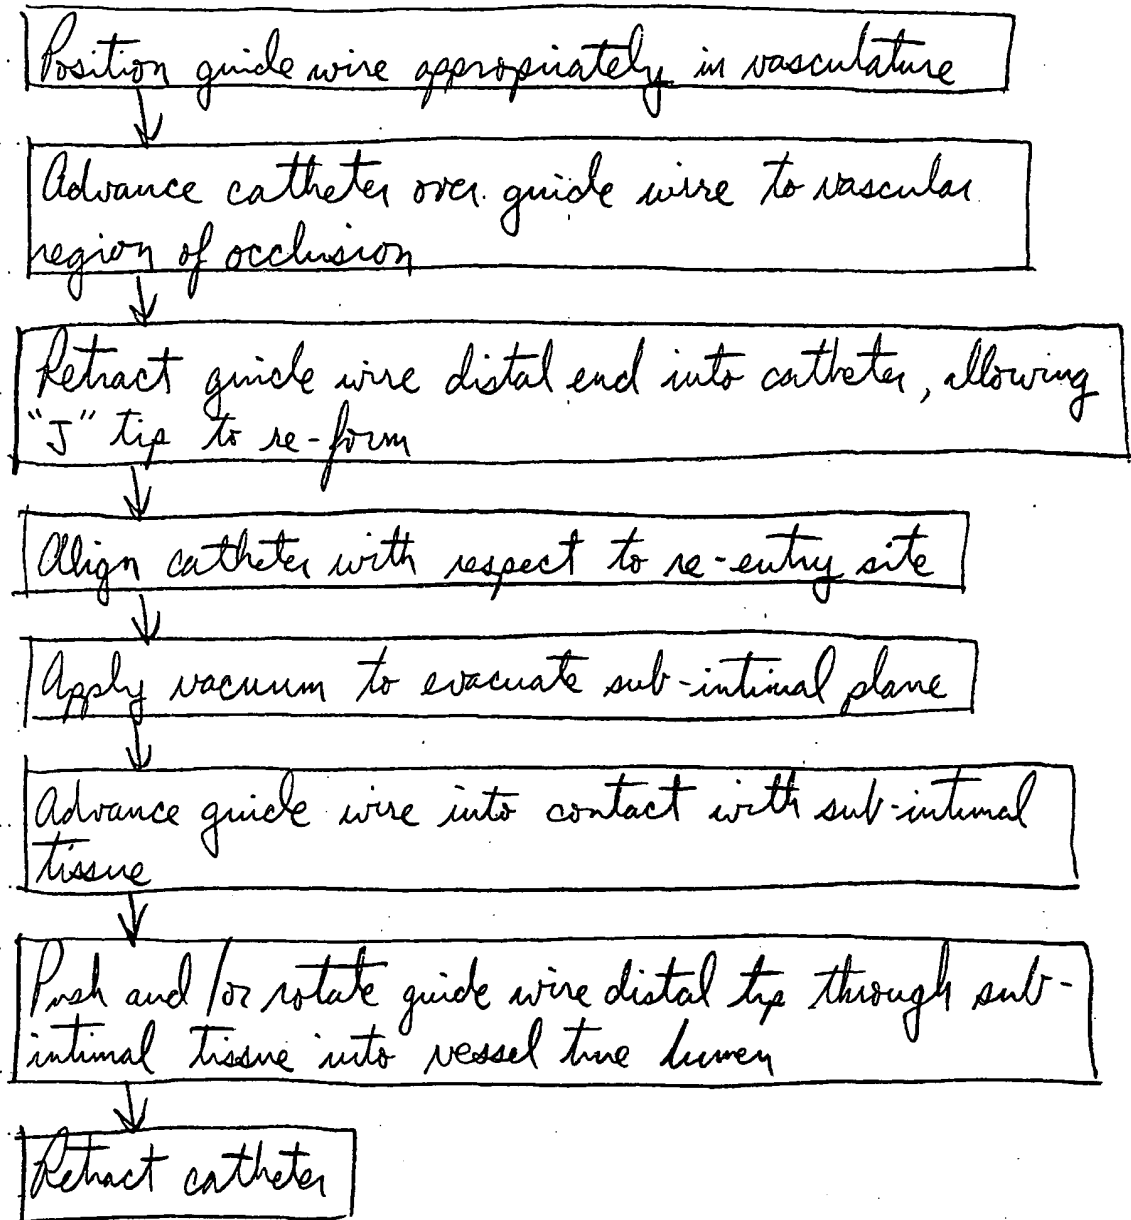 Position guide wire appropriately in vasculature
Advance catheter over guide wire to vascular
region of occlusion
Retract guide wire distal end into catheter, allowing
"J" tip to re-form
Align catheter with respect to re-entry site
Apply vacuum to evacuate sub-intimal plane
Advance guide wire into contact with sub-intimal
tissue
Push and/or rotate guide wire distal tip through sub-
intimal tissue into vessel true lumen
Retract catheter